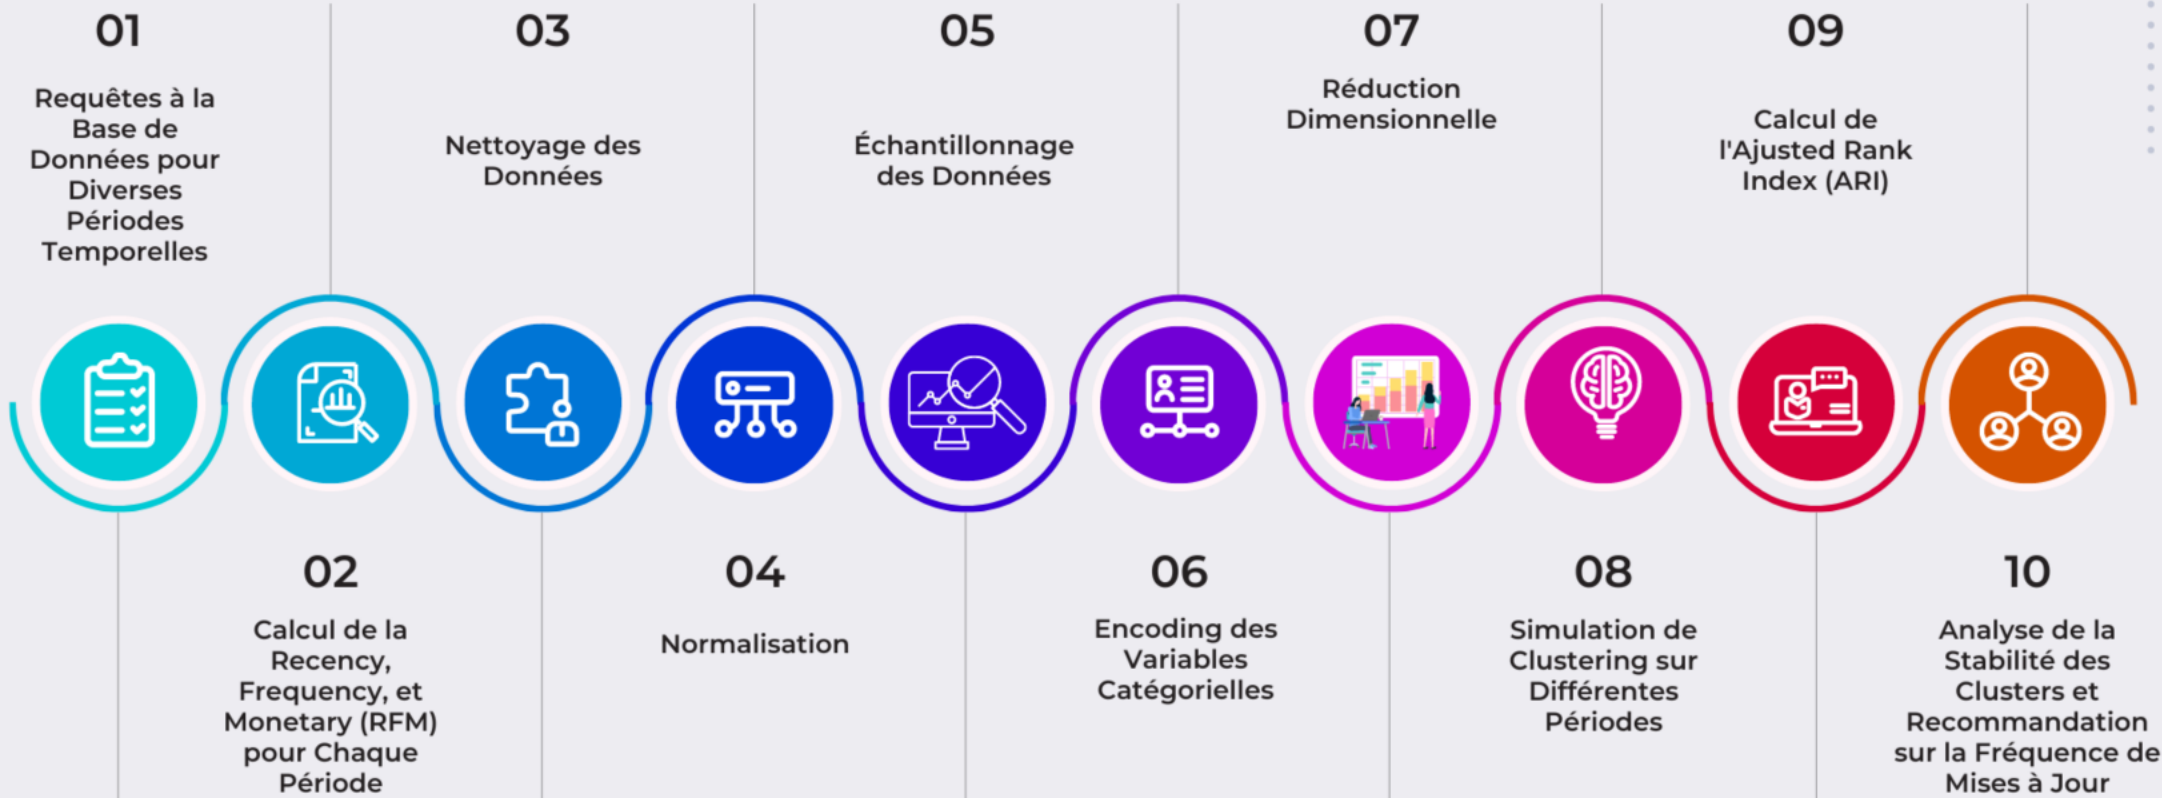 01
Requêtes à la
Base de
Données pour
Diverses
Périodes
Temporelles
02
Calcul de la
Recency,
Frequency, et
Monetary (RFM)
pour Chaque
Période
03
Nettoyage des
Données
04
Normalisation
05
Échantillonnage
des Données
06
Encoding des
Variables
Catégorielles
07
Réduction
Dimensionnelle
08
Simulation de
Clustering sur
Différentes
Périodes
09
Calcul de
l'Ajusted Rank
Index (ARI)
10
Analyse de la
Stabilité des
Clusters et
Recommandation
sur la Fréquence de
Mises à Jour